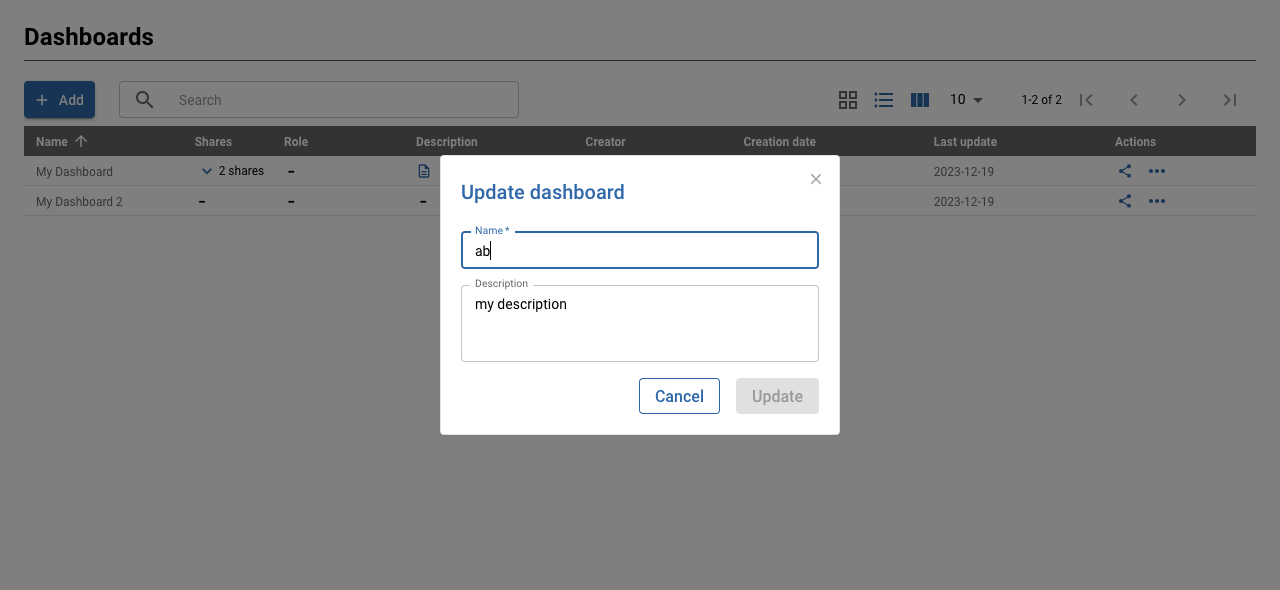 Dashboards
Add
Search
10
1-2 of 2
Name Shares Role Description Creator Creation date Last update Actions
My Dashboard 2 shares – 2023-12-19
My Dashboard 2 – – – 2023-12-19
Update dashboard
Name *
ab
Description
my description
Cancel
Update